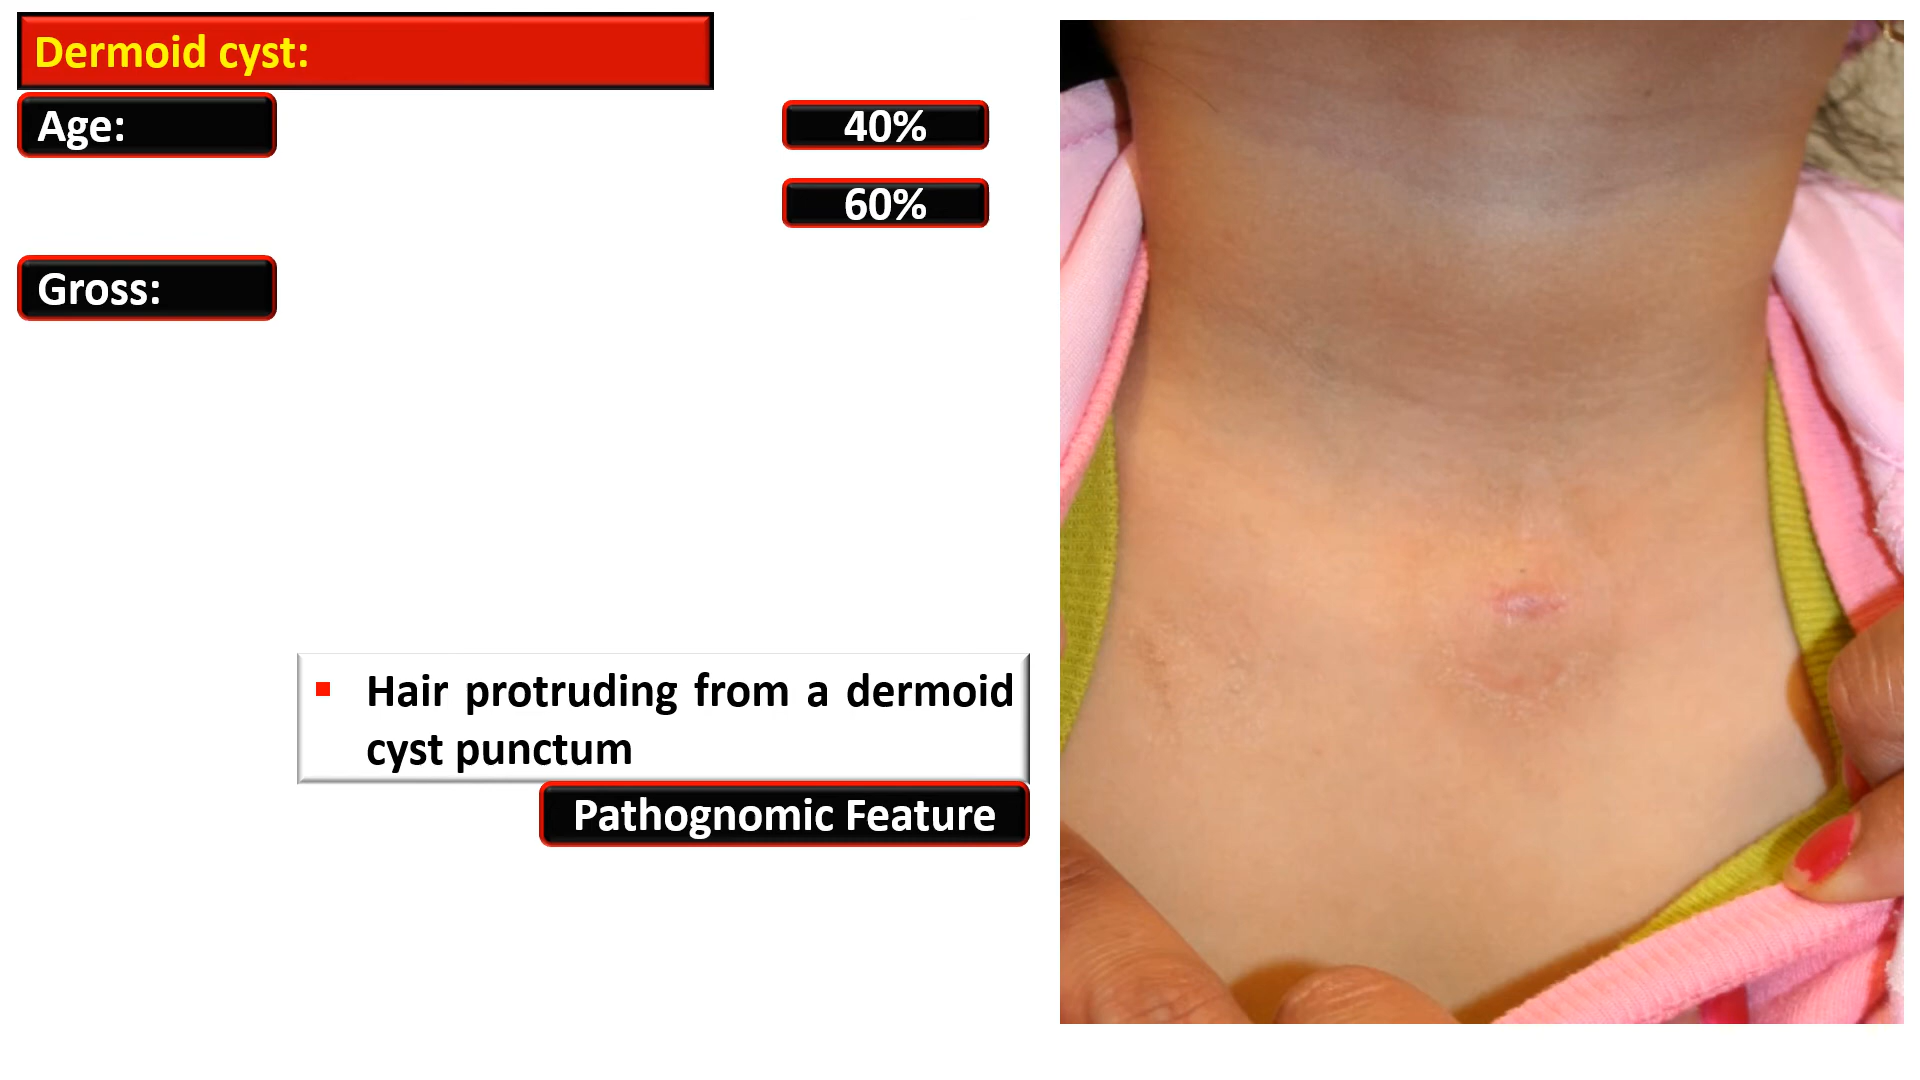 Dermoid cyst:
Age:
40%
60%
Gross:
▪ Hair protruding from a dermoid
cyst punctum
Pathognomic Feature